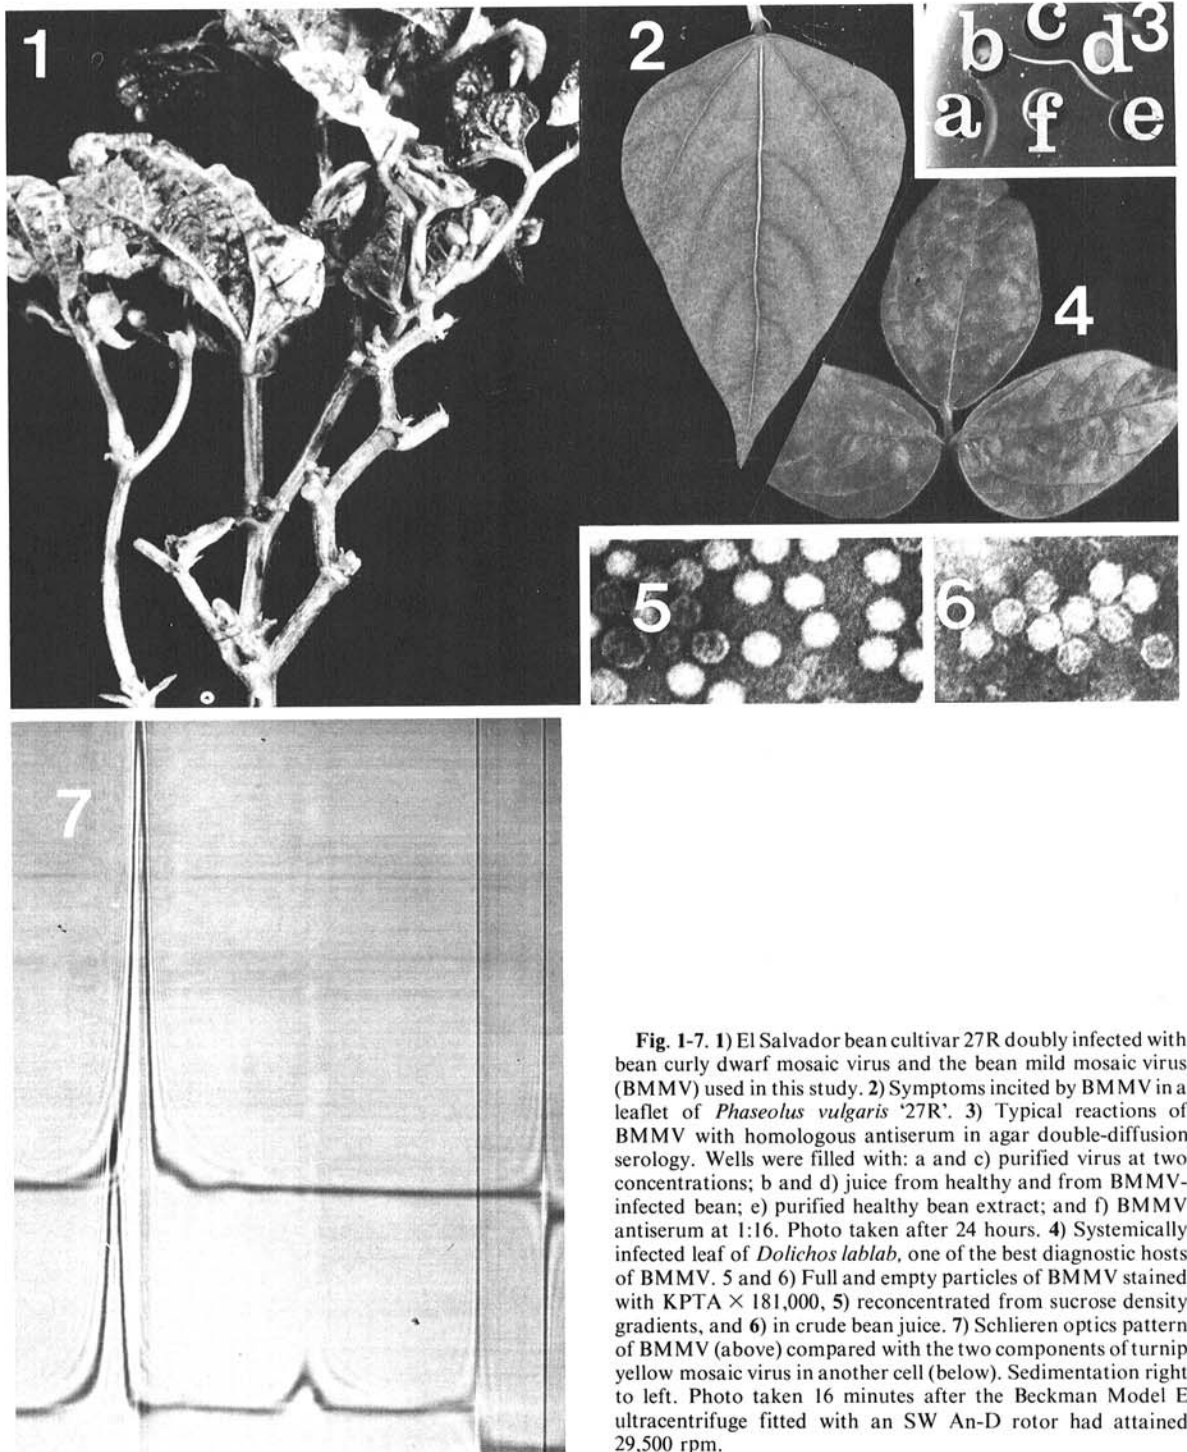 1
2
3
b
c
d
a
f
e
4
5
6
7
Fig. 1-7. 1) El Salvador bean cultivar 27R doubly infected with
bean curly dwarf mosaic virus and the bean mild mosaic virus
(BMMV) used in this study. 2) Symptoms incited by BMMV in a
leaflet of Phaseolus vulgaris '27R'. 3) Typical reactions of
BMMV with homologous antiserum in agar double-diffusion
serology. Wells were filled with: a and c) purified virus at two
concentrations; b and d) juice from healthy and from BMMV-
infected bean; e) purified healthy bean extract; and f) BMMV
antiserum at 1:16. Photo taken after 24 hours. 4) Systemically
infected leaf of Dolichos lablab, one of the best diagnostic hosts
of BMMV. 5 and 6) Full and empty particles of BMMV stained
with KPTA × 181,000, 5) reconcentrated from sucrose density
gradients, and 6) in crude bean juice. 7) Schlieren optics pattern
of BMMV (above) compared with the two components of turnip
yellow mosaic virus in another cell (below). Sedimentation right
to left. Photo taken 16 minutes after the Beckman Model E
ultracentrifuge fitted with an SW An-D rotor had attained
29,500 rpm.